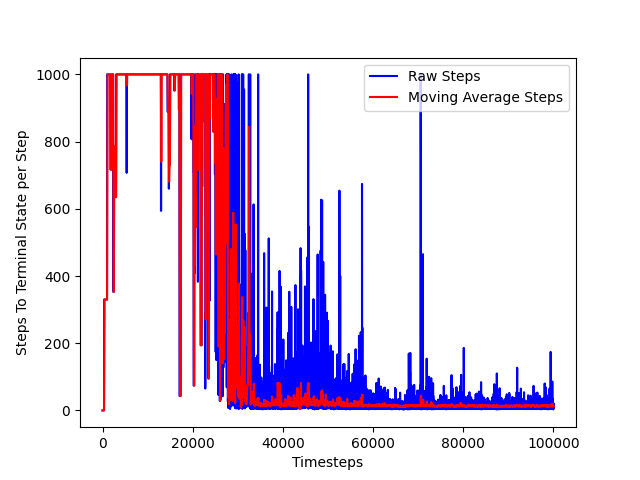 Raw Steps
Moving Average Steps
Steps To Terminal State per Step
1000
800
600
400
200
0
0 20000 40000 60000 80000 100000
Timesteps